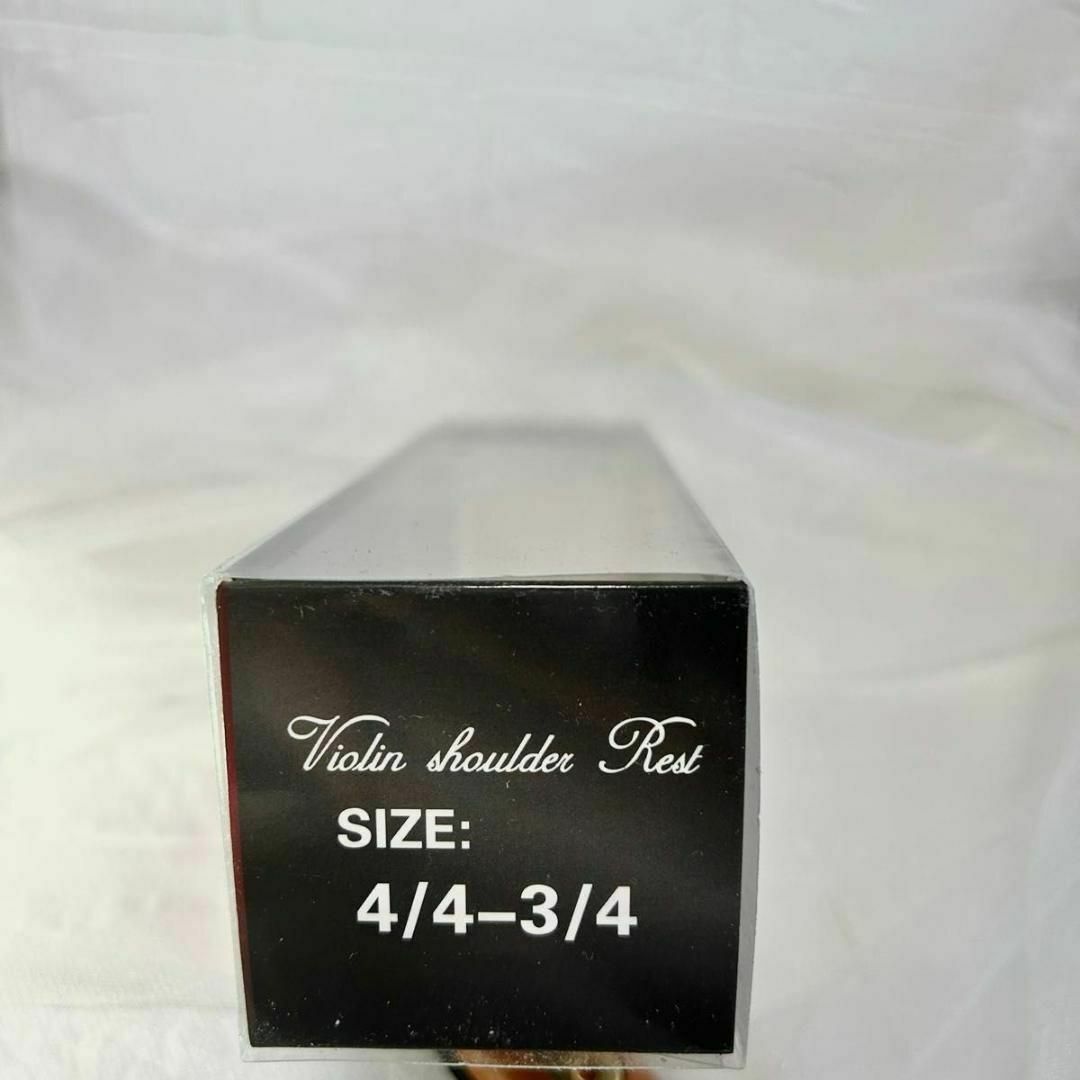 Violin shoulder Rest
SIZE:
4/4–3/4